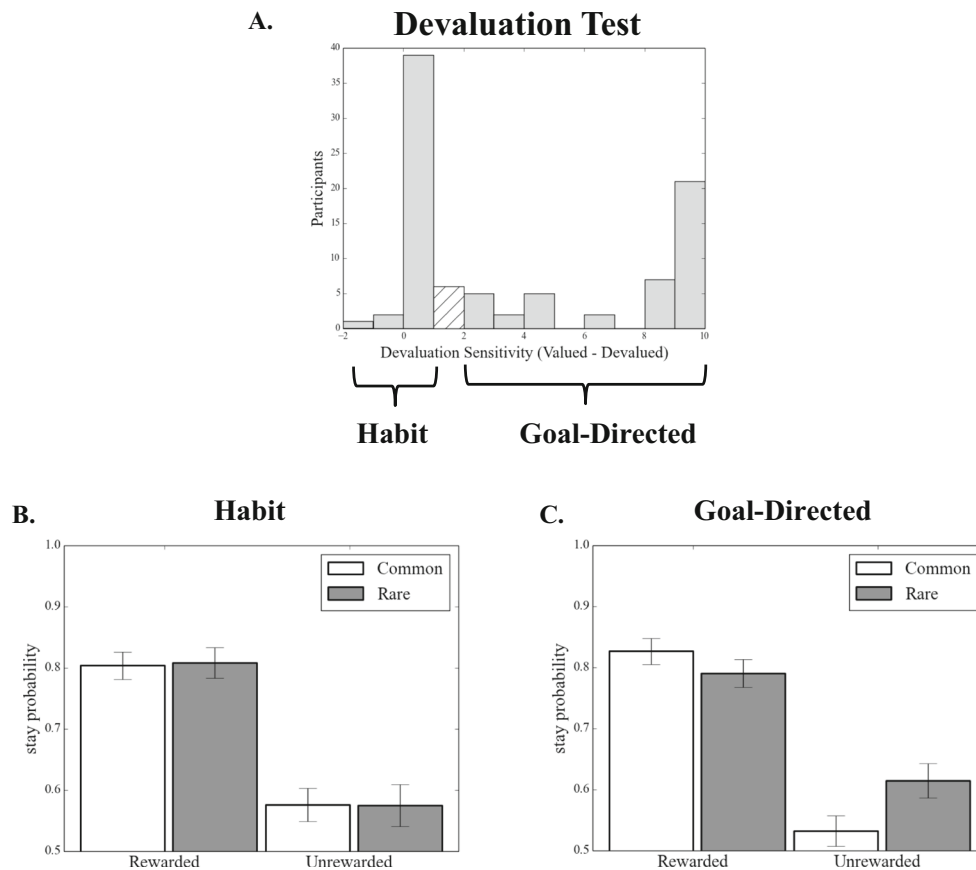 A.
Devaluation Test
40
35
30
25
20
15
10
5
0
Participants
−2
0
2
4
6
8
10
Devaluation Sensitivity (Valued - Devalued)
Habit
Goal-Directed
B.
Habit
1.0
0.9
0.8
0.7
0.6
0.5
stay probability
Common
Rare
Rewarded
Unrewarded
C.
Goal-Directed
1.0
0.9
0.8
0.7
0.6
0.5
stay probability
Common
Rare
Rewarded
Unrewarded